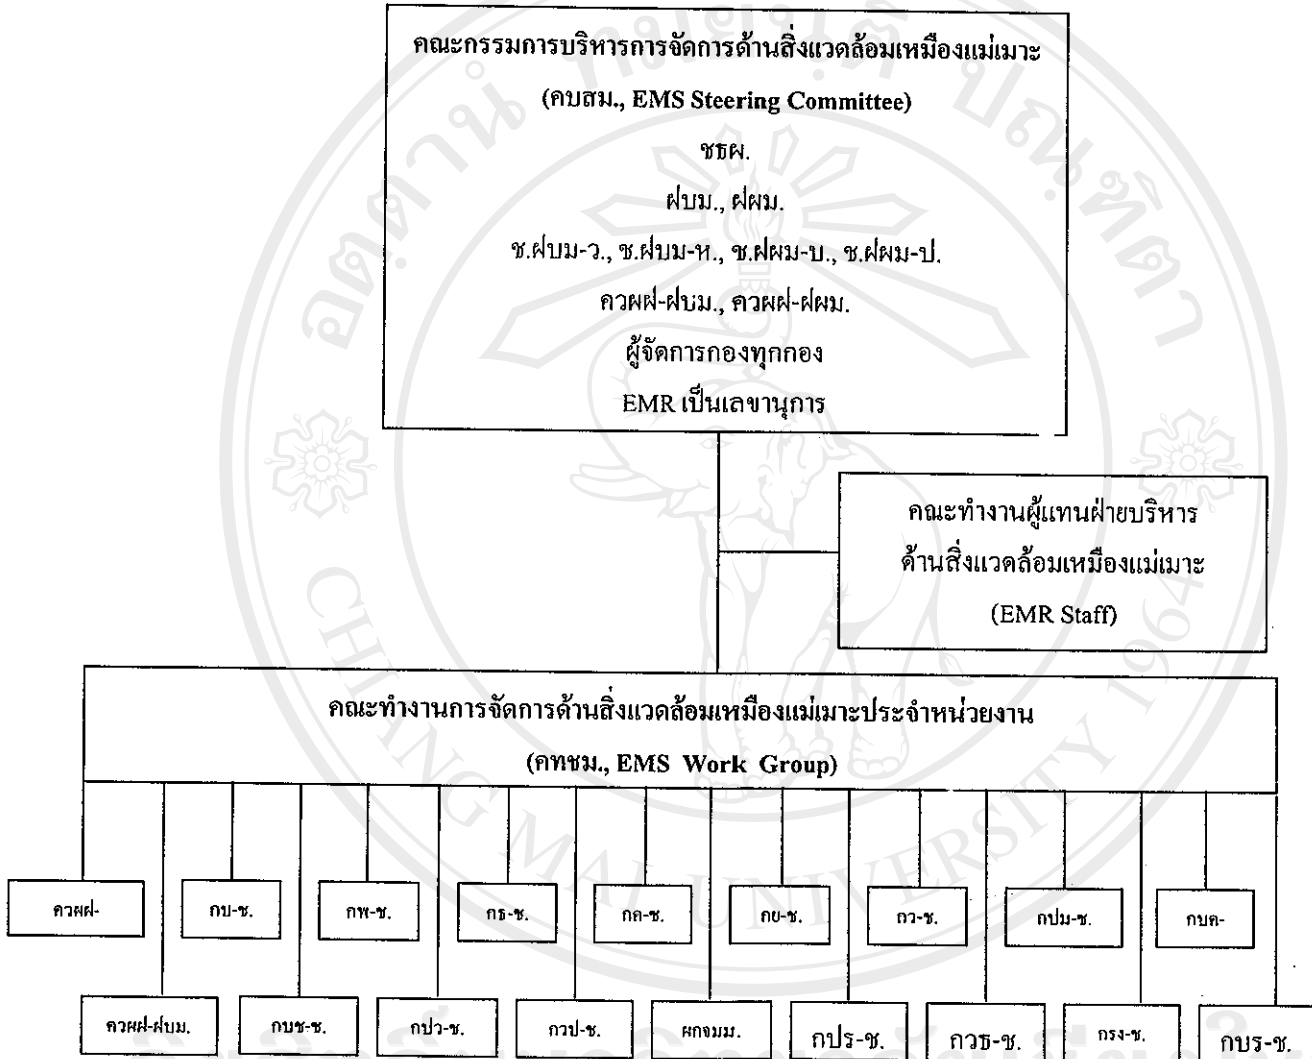 คณะกรรมการบริหารการจัดการด้านสิ่งแวดล้อมเหมืองแม่เมาะ
(คบสม., EMS Steering Committee)
ชธผ.
ฝบม., ฝผม.
ช.ฝบม-ว., ช.ฝบม-ห., ช.ฝผม-บ., ช.ฝผม-ป.
ควผฝ-ฝบม., ควผฝ-ฝผม.
ผู้จัดการกองทุกกอง
EMR เป็นเลขานุการ
คณะทำงานผู้แทนฝ่ายบริหาร
ด้านสิ่งแวดล้อมเหมืองแม่เมาะ
(EMR Staff)
คณะทำงานการจัดการด้านสิ่งแวดล้อมเหมืองแม่เมาะประจำหน่วยงาน
(คทชม., EMS Work Group)
ควผฝ-
กบ-ช.
กพ-ช.
กธ-ช.
กค-ช.
กย-ช.
กว-ช.
กปม-ช.
กบค-
ควผฝ-ฝบม.
กบช-ช.
กปว-ช.
กวป-ช.
ผกจมม.
กปร-ช.
กวธ-ช.
กรง-ช.
กบร-ช.
CHIANG MAI UNIVERSITY 1964